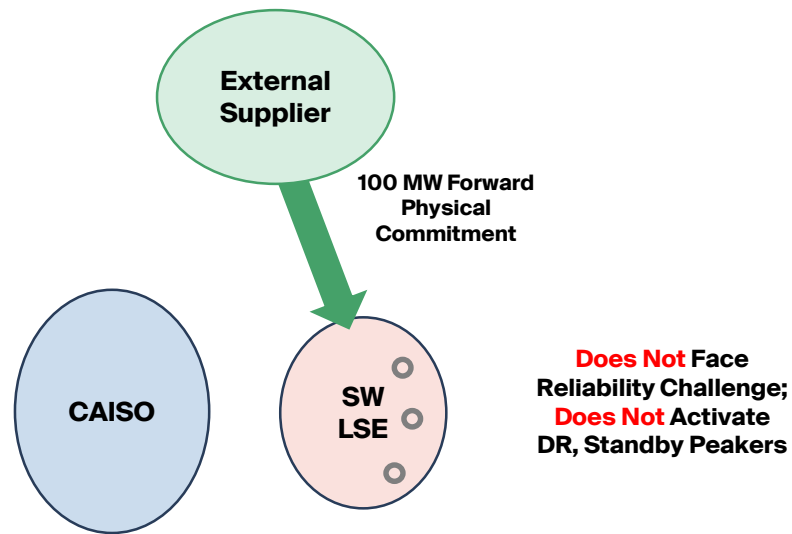 External
Supplier
100 MW Forward
Physical
Commitment
CAISO
SW
LSE
Does Not Face
Reliability Challenge;
Does Not Activate
DR, Standby Peakers